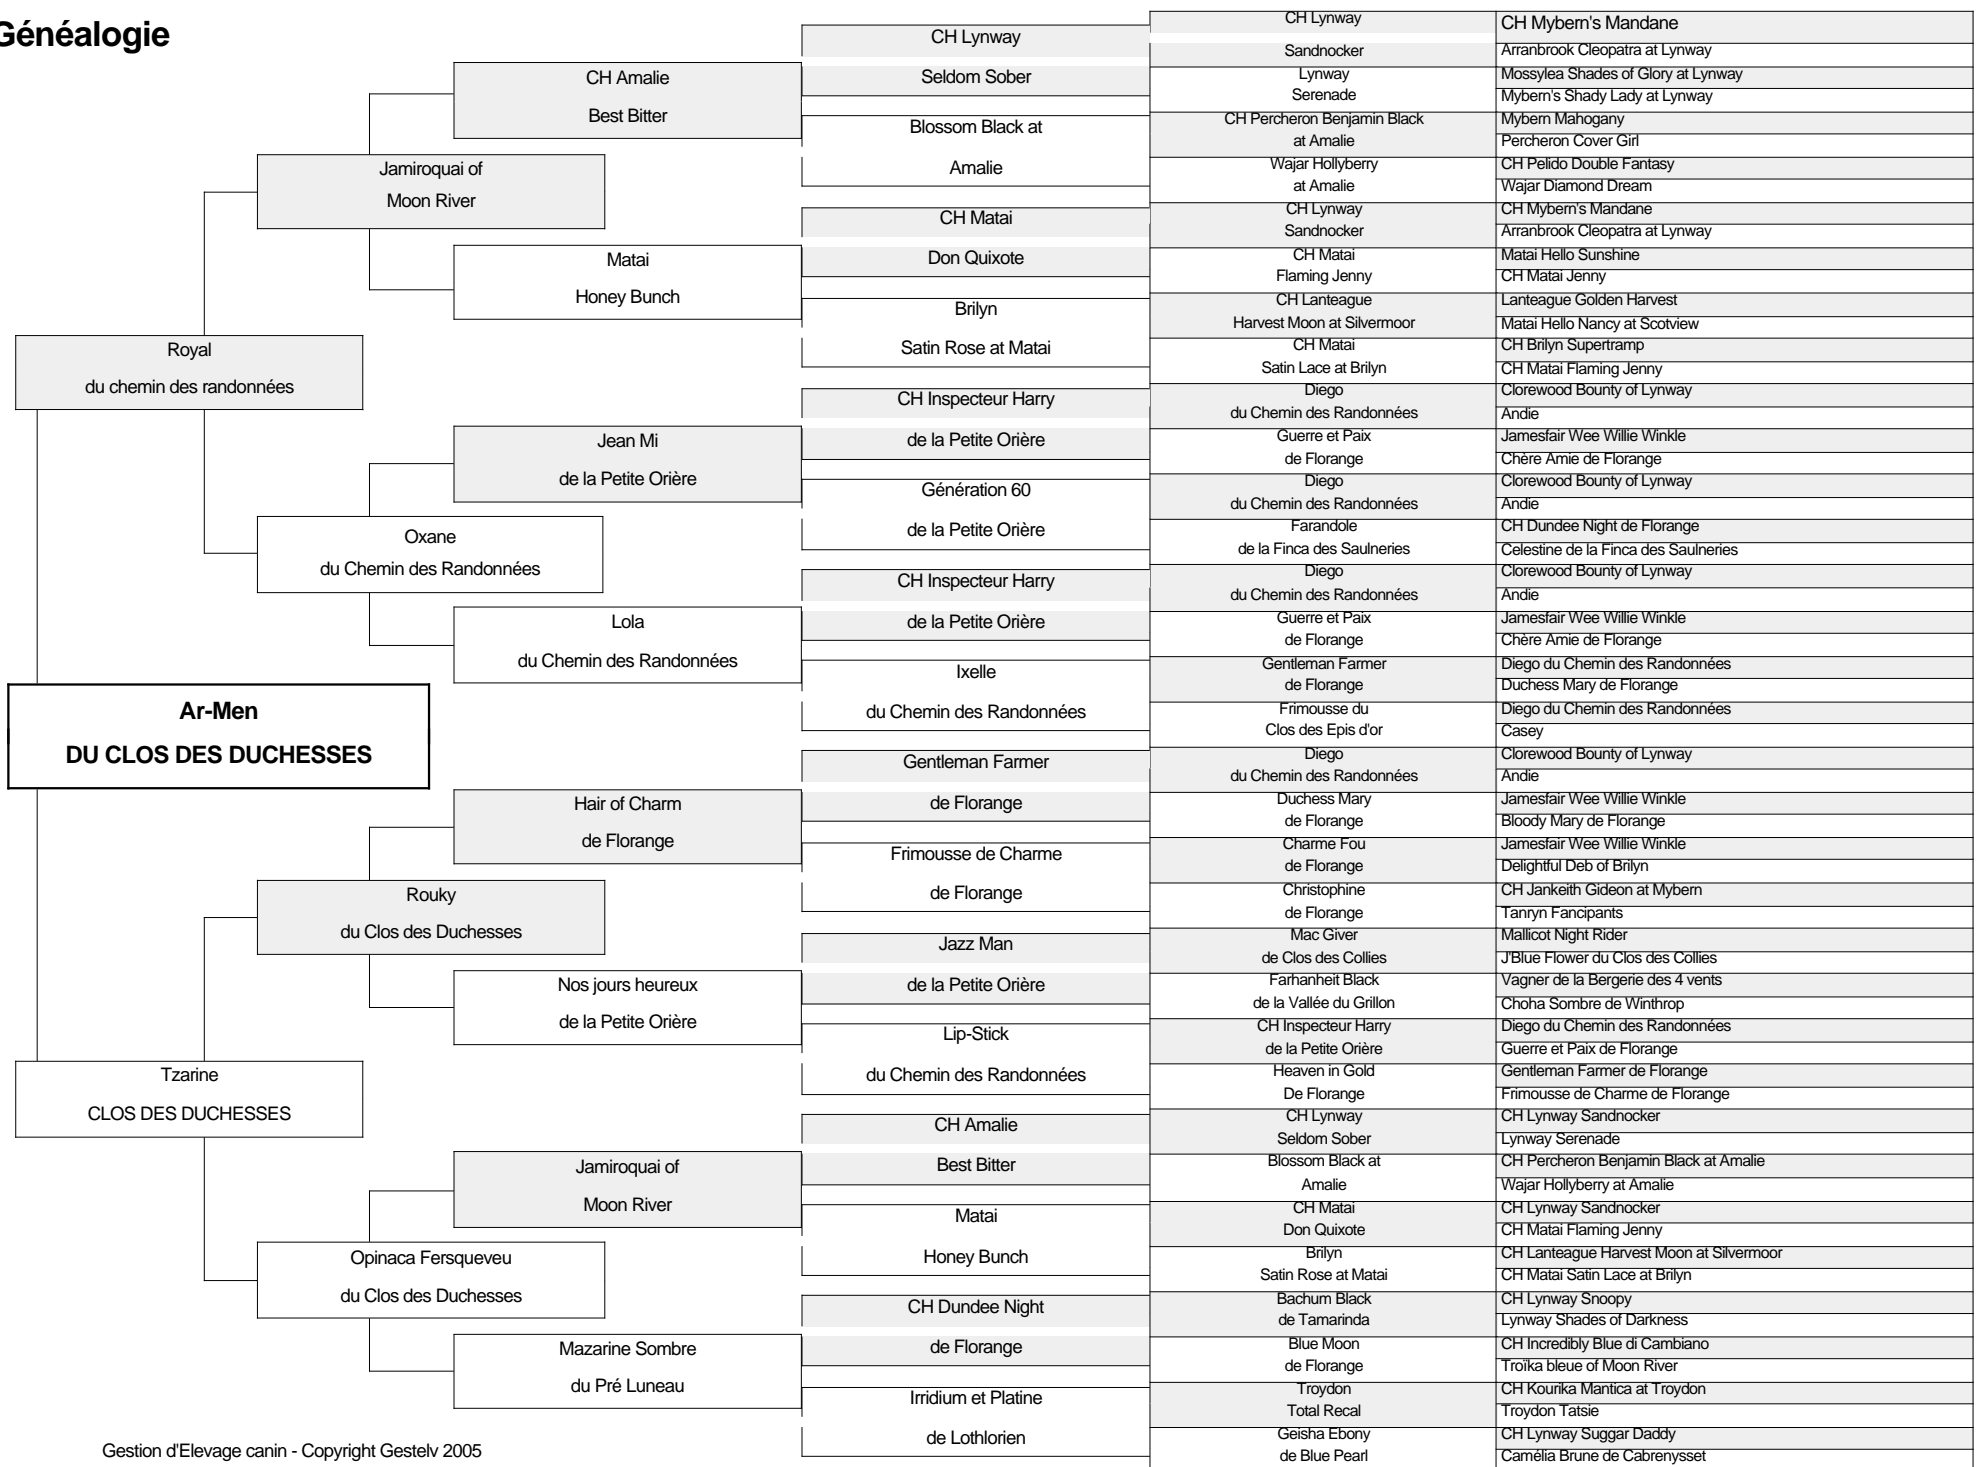 Généalogie
Royal
du chemin des randonnées
Ar-Men
DU CLOS DES DUCHESSES
Tzarine
CLOS DES DUCHESSES
Jamiroquai of
Moon River
Oxane
du Chemin des Randonnées
Rouky
du Clos des Duchesses
Opinaca Fersqueveu
du Clos des Duchesses
CH Amalie
Best Bitter
Matai
Honey Bunch
Jean Mi
de la Petite Orière
Lola
du Chemin des Randonnées
Hair of Charm
de Florange
Nos jours heureux
de la Petite Orière
Jamiroquai of
Moon River
Mazarine Sombre
du Pré Luneau
CH Lynway
Seldom Sober
Blossom Black at
Amalie
CH Matai
Don Quixote
Brilyn
Satin Rose at Matai
CH Inspecteur Harry
de la Petite Orière
Génération 60
de la Petite Orière
CH Inspecteur Harry
de la Petite Orière
Ixelle
du Chemin des Randonnées
Gentleman Farmer
de Florange
Frimousse de Charme
de Florange
Jazz Man
de la Petite Orière
Lip-Stick
du Chemin des Randonnées
CH Amalie
Best Bitter
Matai
Honey Bunch
CH Dundee Night
de Florange
Irridium et Platine
de Lothlorien
CH Lynway
Sandnocker
Lynway
Serenade
CH Percheron Benjamin Black
at Amalie
Wajar Hollyberry
at Amalie
CH Lynway
Sandnocker
CH Matai
Flaming Jenny
CH Lanteague
Harvest Moon at Silvermoor
CH Matai
Satin Lace at Brilyn
Diego
du Chemin des Randonnées
Guerre et Paix
de Florange
Diego
du Chemin des Randonnées
Farandole
de la Finca des Saulneries
Diego
du Chemin des Randonnées
Guerre et Paix
de Florange
Gentleman Farmer
de Florange
Frimousse du
Clos des Epis d'or
Diego
du Chemin des Randonnées
Duchess Mary
de Florange
Charme Fou
de Florange
Christophine
de Florange
Mac Giver
de Clos des Collies
Farhanheit Black
de la Vallée du Grillon
CH Inspecteur Harry
de la Petite Orière
Heaven in Gold
De Florange
CH Lynway
Seldom Sober
Blossom Black at
Amalie
CH Matai
Don Quixote
Brilyn
Satin Rose at Matai
Bachum Black
de Tamarinda
Blue Moon
de Florange
Troydon
Total Recal
Geisha Ebony
de Blue Pearl
CH Mybern's Mandane
Arranbrook Cleopatra at Lynway
Mossylea Shades of Glory at Lynway
Mybern's Shady Lady at Lynway
Mybern Mahogany
Percheron Cover Girl
CH Pelido Double Fantasy
Wajar Diamond Dream
CH Mybern's Mandane
Arranbrook Cleopatra at Lynway
Matai Hello Sunshine
CH Matai Jenny
Lanteague Golden Harvest
Matai Hello Nancy at Scotview
CH Brilyn Supertramp
CH Matai Flaming Jenny
Clorewood Bounty of Lynway
Andie
Jamesfair Wee Willie Winkle
Chère Amie de Florange
Clorewood Bounty of Lynway
Andie
CH Dundee Night de Florange
Celestine de la Finca des Saulneries
Clorewood Bounty of Lynway
Andie
Jamesfair Wee Willie Winkle
Chère Amie de Florange
Diego du Chemin des Randonnées
Duchess Mary de Florange
Diego du Chemin des Randonnées
Casey
Clorewood Bounty of Lynway
Andie
Jamesfair Wee Willie Winkle
Bloody Mary de Florange
Jamesfair Wee Willie Winkle
Delightful Deb of Brilyn
CH Jankeith Gideon at Mybern
Tanryn Fancipants
Mallicot Night Rider
J'Blue Flower du Clos des Collies
Vagner de la Bergerie des 4 vents
Choha Sombre de Winthrop
Diego du Chemin des Randonnées
Guerre et Paix de Florange
Gentleman Farmer de Florange
Frimousse de Charme de Florange
CH Lynway Sandnocker
Lynway Serenade
CH Percheron Benjamin Black at Amalie
Wajar Hollyberry at Amalie
CH Lynway Sandnocker
CH Matai Flaming Jenny
CH Lanteague Harvest Moon at Silvermoor
CH Matai Satin Lace at Brilyn
CH Lynway Snoopy
Lynway Shades of Darkness
CH Incredibly Blue di Cambiano
Troïka bleue of Moon River
CH Kourika Mantica at Troydon
Troydon Tatsie
CH Lynway Suggar Daddy
Camélia Brune de Cabrenysset
Gestion d'Elevage canin - Copyright Gestelv 2005